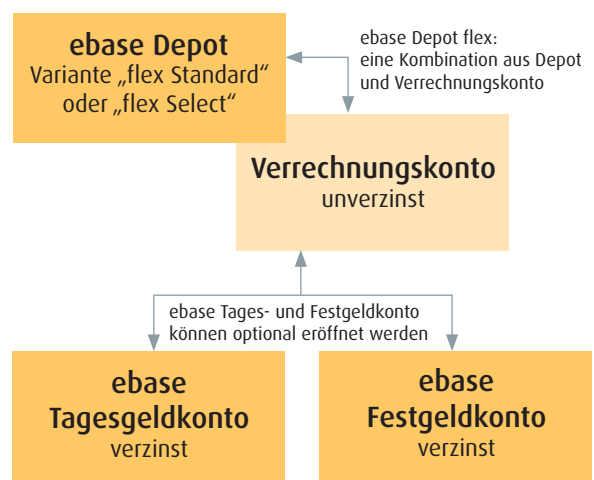 ebase Depot
Variante „flex Standard“
oder „flex Select“
ebase Depot flex:
eine Kombination aus Depot
und Verrechnungskonto
Verrechnungskonto
unverzinst
ebase Tages- und Festgeldkonto
können optional eröffnet werden
ebase
Tagesgeldkonto
verzinst
ebase
Festgeldkonto
verzinst